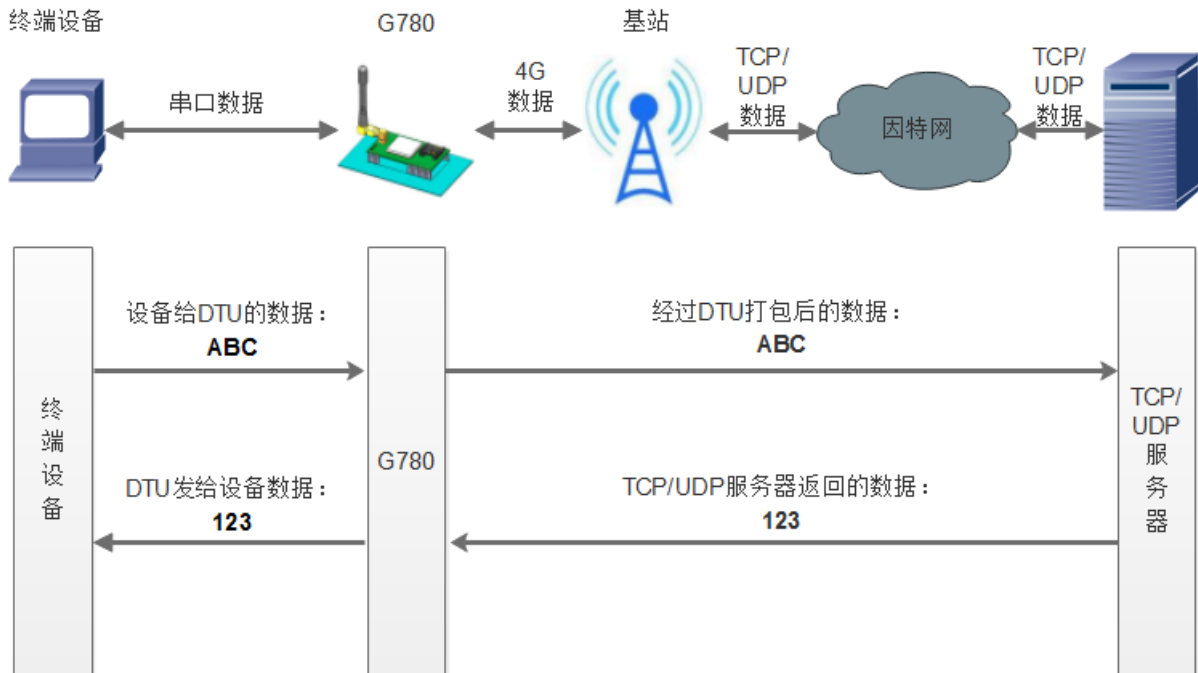 终端设备
G780
基站
串口数据
4G
数据
TCP/
UDP
数据
因特网
TCP/
UDP
数据
设备给DTU的数据：
ABC
经过DTU打包后的数据：
ABC
终
端
设
备
G780
TCP/
UDP
服
务
器
DTU发给设备数据：
123
TCP/UDP服务器返回的数据：
123